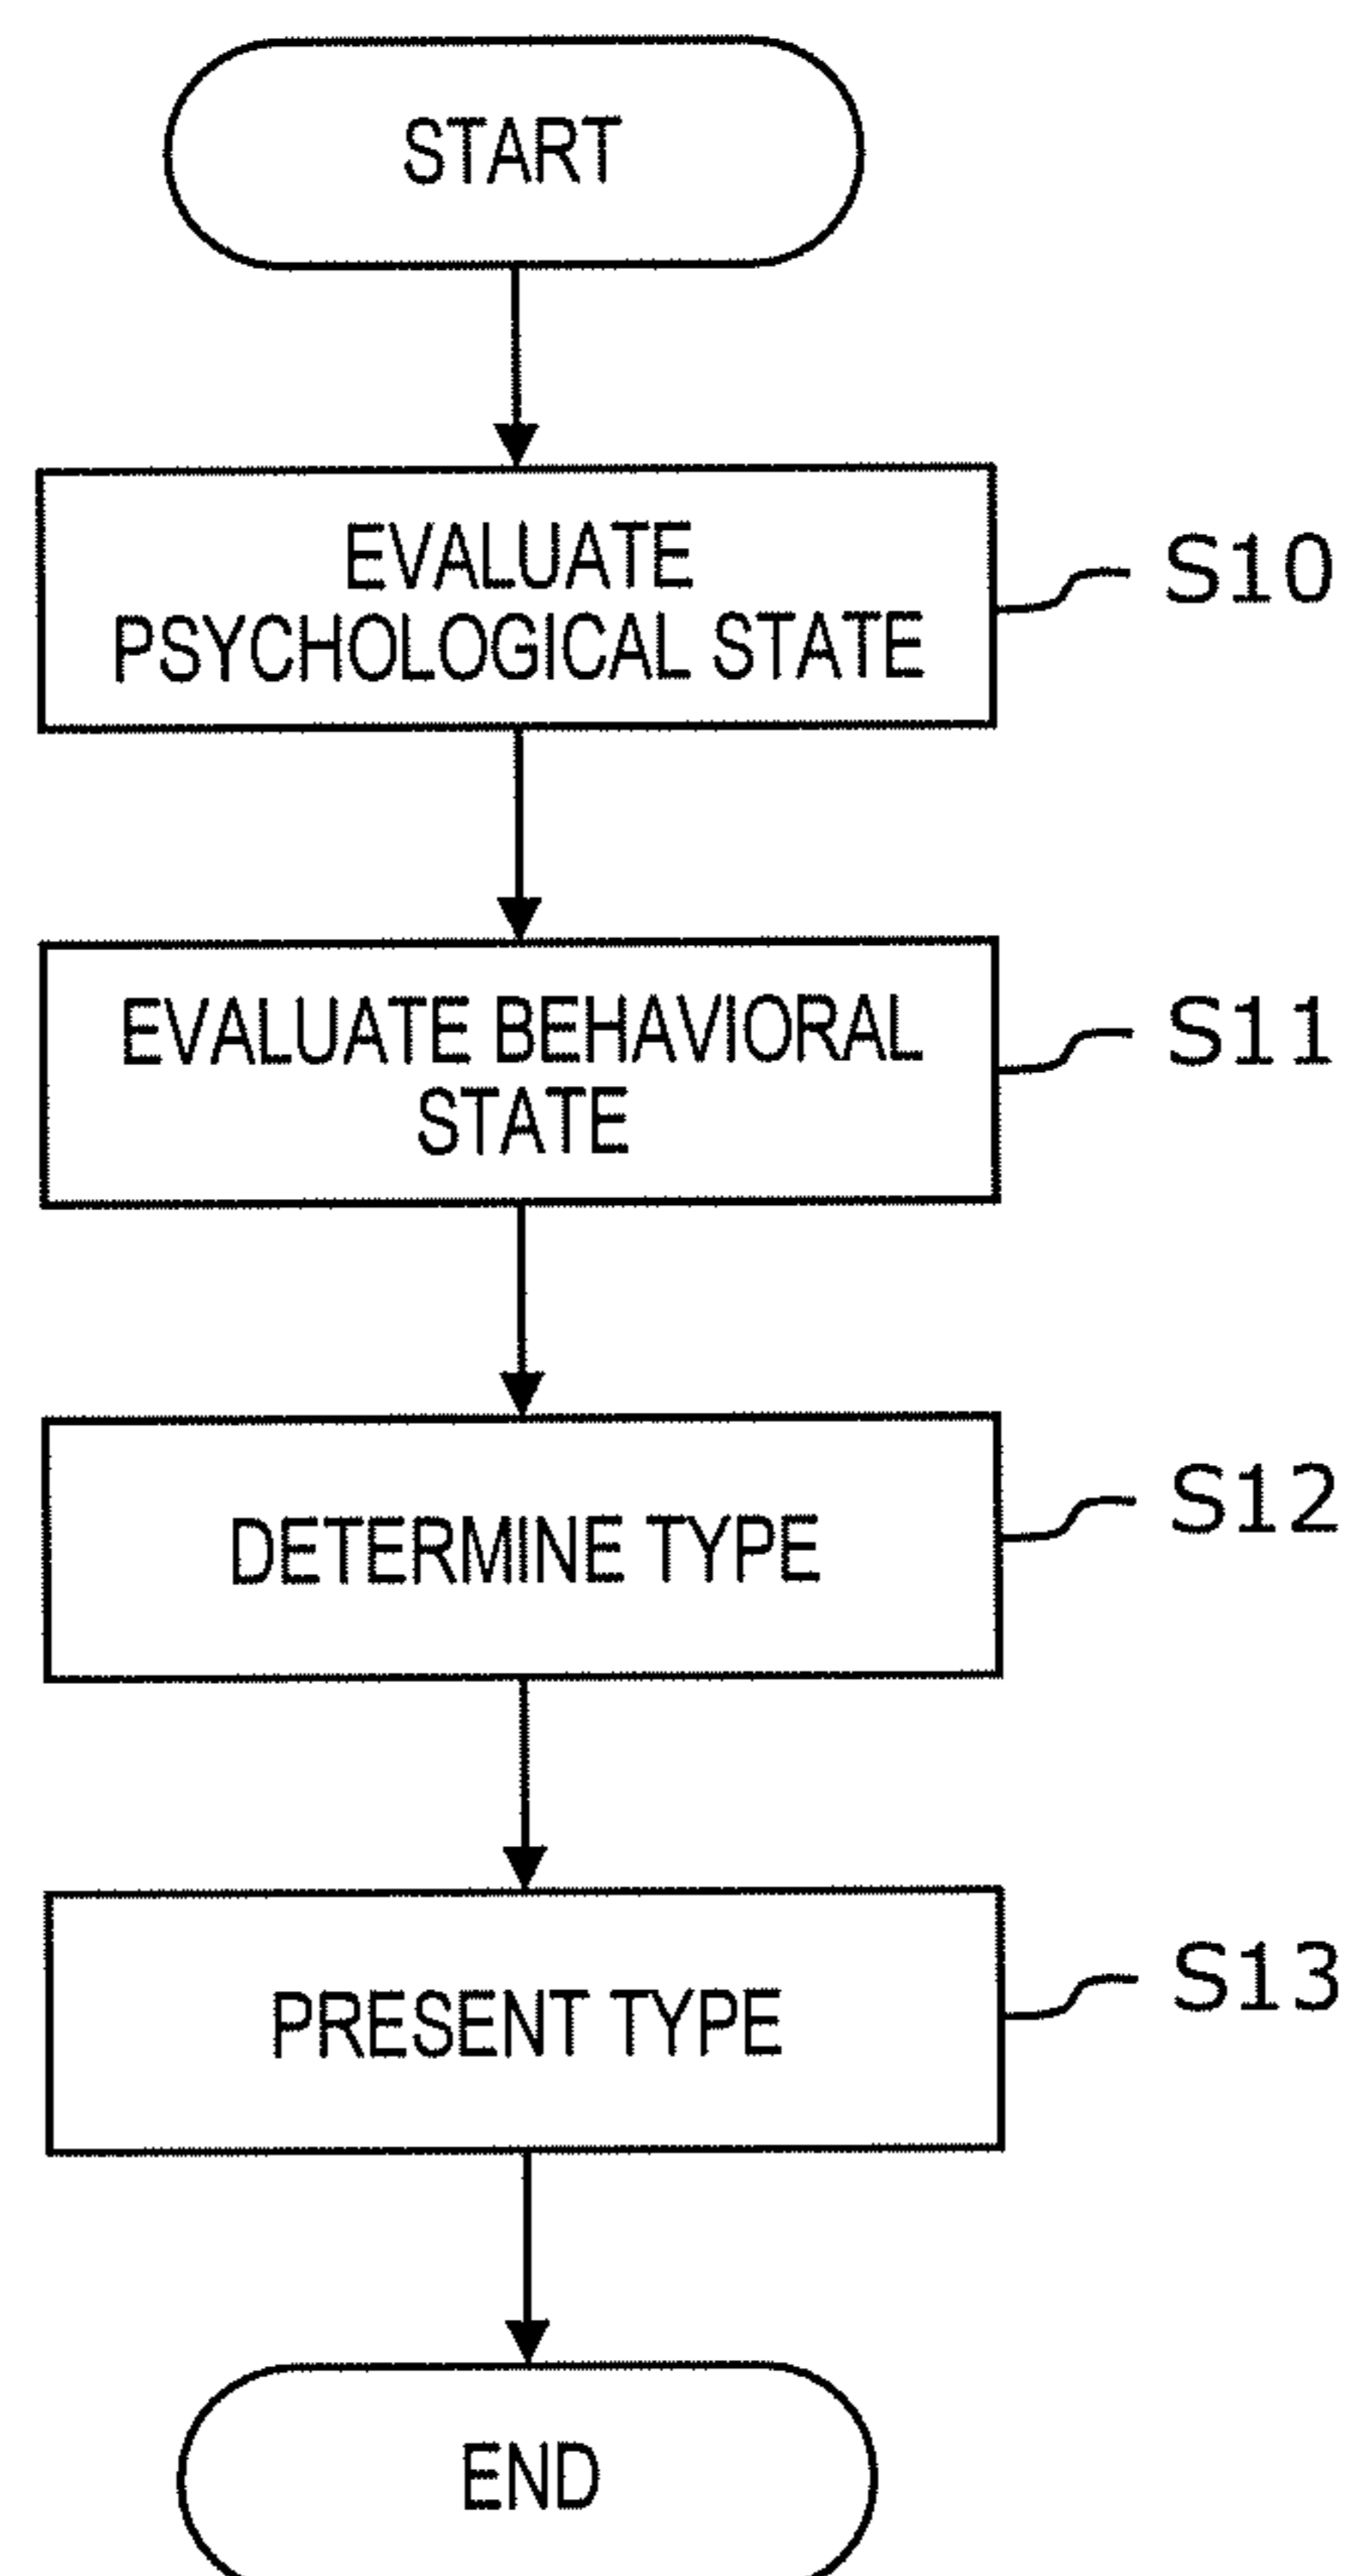 START
EVALUATE
PSYCHOLOGICAL STATE
S10
EVALUATE BEHAVIORAL
STATE
S11
DETERMINE TYPE
S12
PRESENT TYPE
S13
END